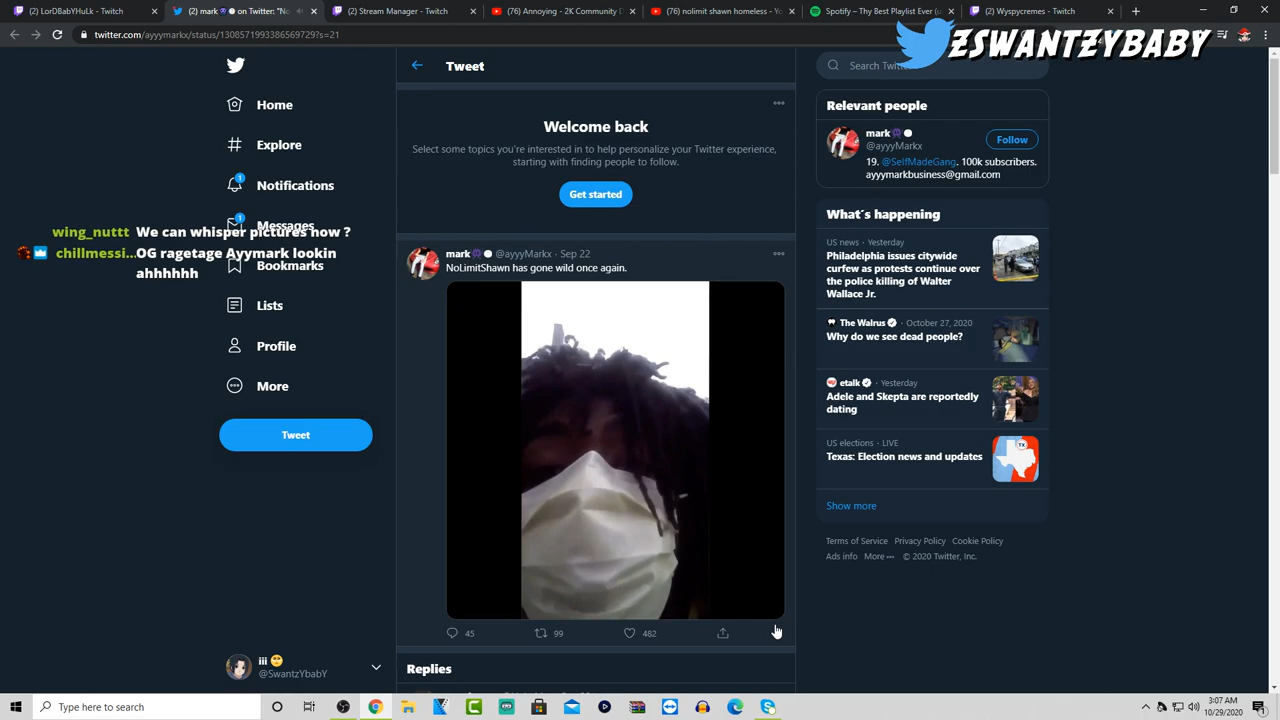 (2) LorDBabYHulk - Twitch
(2) mark on Twitter: "No
(2) Stream Manager - Twitch
(76) Annoying - 2K Community D
(76) nolimit shawn homeless - Yo
Spotify – Thy Best Playlist Ever (u
(2) Wyspycremes - Twitch
twitter.com/ayyymarkx/status/1308571993386569729?s=21
ZSWANTZYBABY
Home
Explore
Notifications
Messages
Bookmarks
Lists
Profile
More
Tweet
iii
@SwantzYbabY
wing_nuttt We can whisper pictures now ?
chillmessi... OG ragetage Ayymark lookin
ahhhhhh
Tweet
Welcome back
Select some topics you're interested in to help personalize your Twitter experience,
starting with finding people to follow.
Get started
mark @ayyyMarkx · Sep 22
NoLimitShawn has gone wild once again.
45 99 482
Replies
Search
Relevant people
mark
@ayyyMarkx
Follow
19. @SelfMadeGang. 100k subscribers.
ayyymarkbusiness@gmail.com
What's happening
US news · Yesterday
Philadelphia issues citywide
curfew as protests continue over
the police killing of Walter
Wallace Jr.
The Walrus · October 27, 2020
Why do we see dead people?
etalk · Yesterday
Adele and Skepta are reportedly
dating
US elections · LIVE
Texas: Election news and updates
TX
Show more
Terms of Service Privacy Policy Cookie Policy
Ads info More © 2020 Twitter, Inc.
Type here to search
3:07 AM
10/29/2020